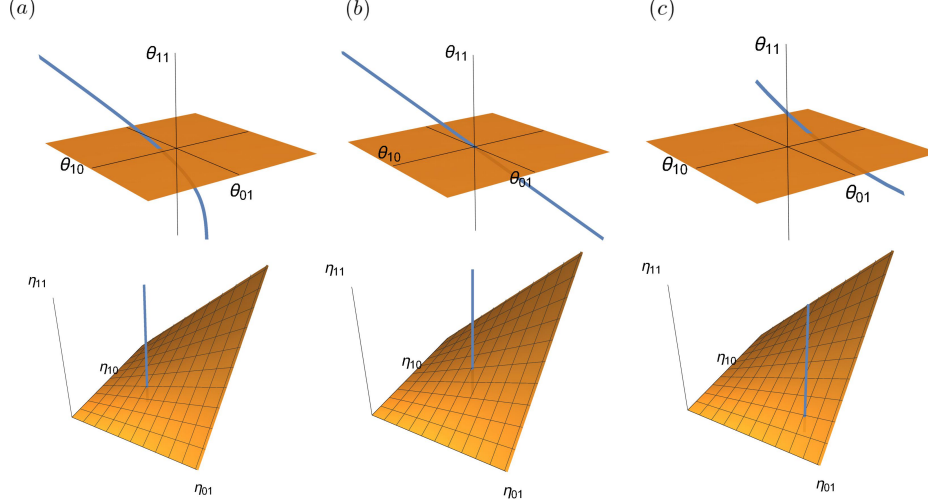 (a) (b) (c)
θ₁₁ θ₁₁ θ₁₁
θ₁₀ θ₀₁ θ₁₀ θ₀₁ θ₁₀ θ₀₁
η₁₁ η₁₁ η₁₁
η₁₀ η₁₀ η₁₀
η₀₁ η₀₁ η₀₁